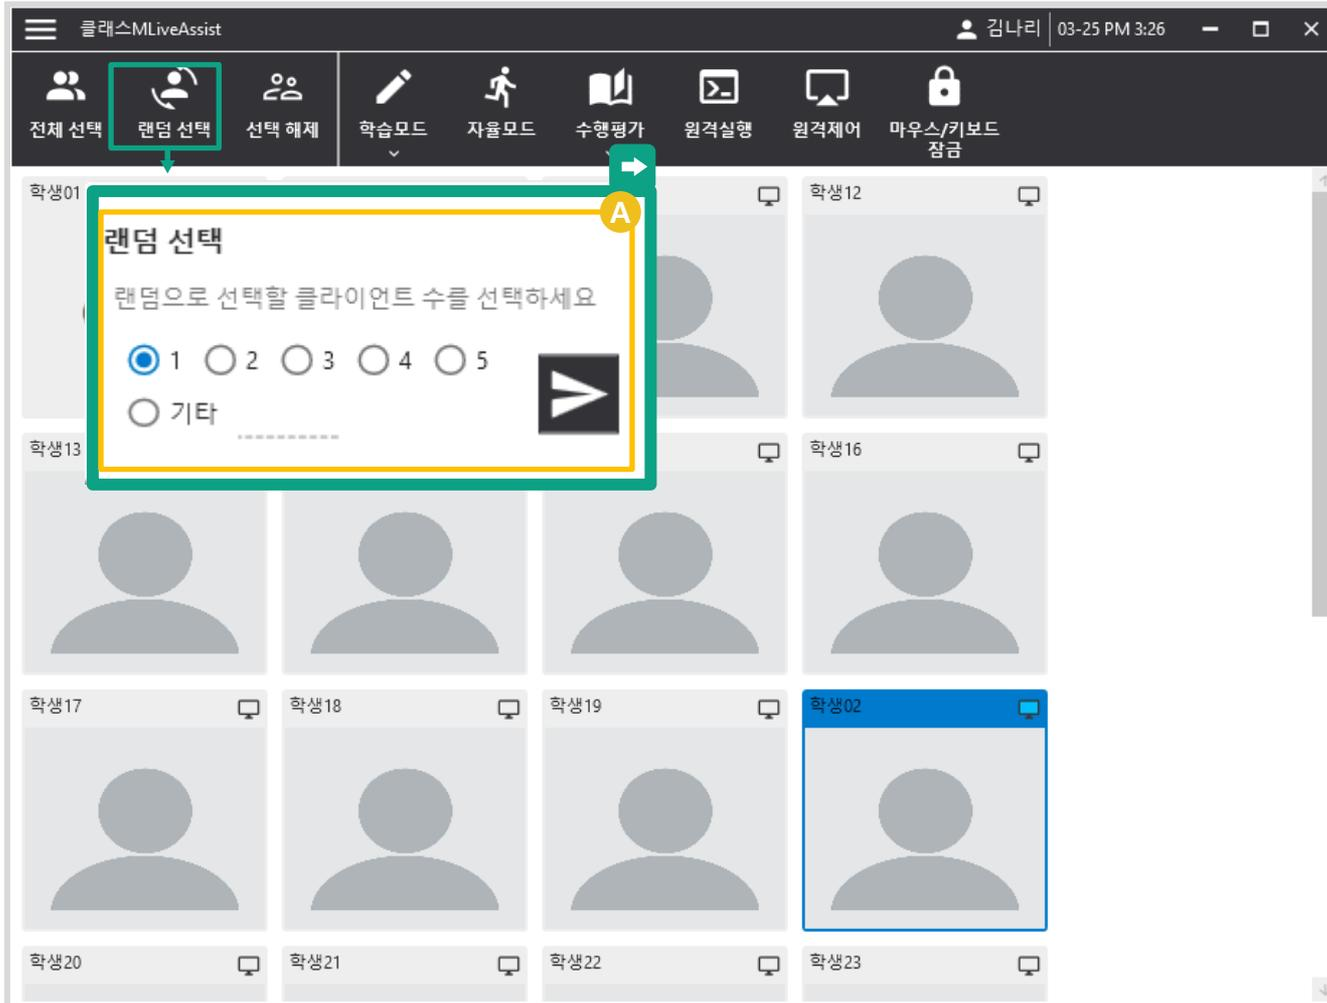 클래스MLiveAssist
김나리
03-25 PM 3:26
전체 선택
랜덤 선택
선택 해제
학습모드
자율모드
수행평가
원격실행
원격제어
마우스/키보드
잠금
학생01
학생12
A
랜덤 선택
랜덤으로 선택할 클라이언트 수를 선택하세요
1 2 3 4 5
기타
학생13
학생16
학생17
학생18
학생19
학생02
학생20
학생21
학생22
학생23